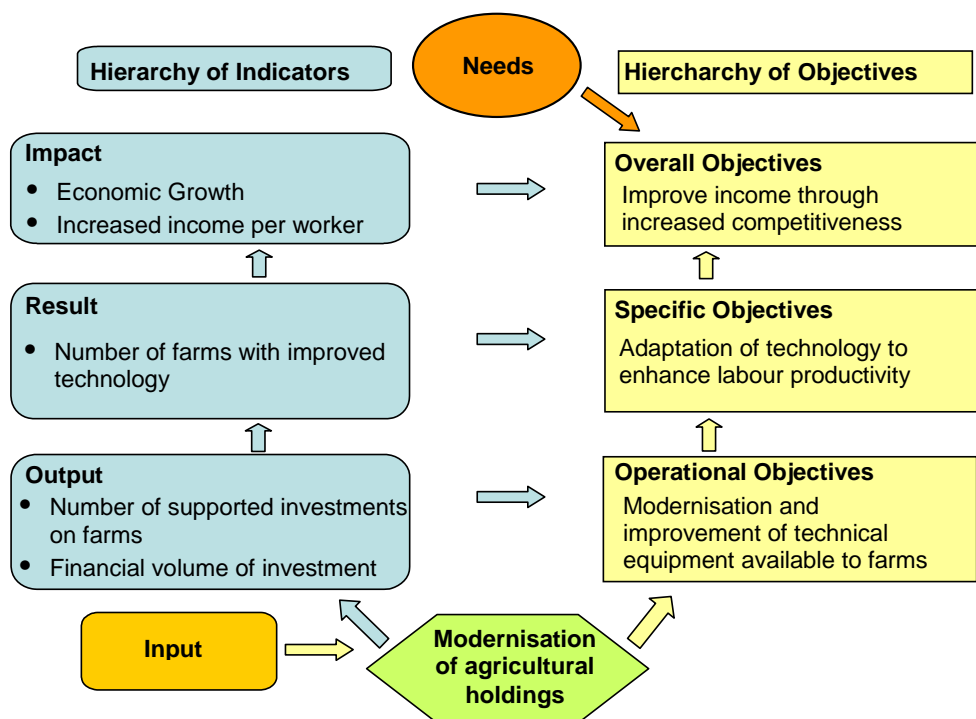 Hierarchy of Indicators
Needs
Hiercharchy of Objectives
Impact
• Economic Growth
• Increased income per worker
Overall Objectives
Improve income through
increased competitiveness
Result
• Number of farms with improved
technology
Specific Objectives
Adaptation of technology to
enhance labour productivity
Output
• Number of supported investments
on farms
• Financial volume of investment
Operational Objectives
Modernisation and
improvement of technical
equipment available to farms
Input
Modernisation
of agricultural
holdings